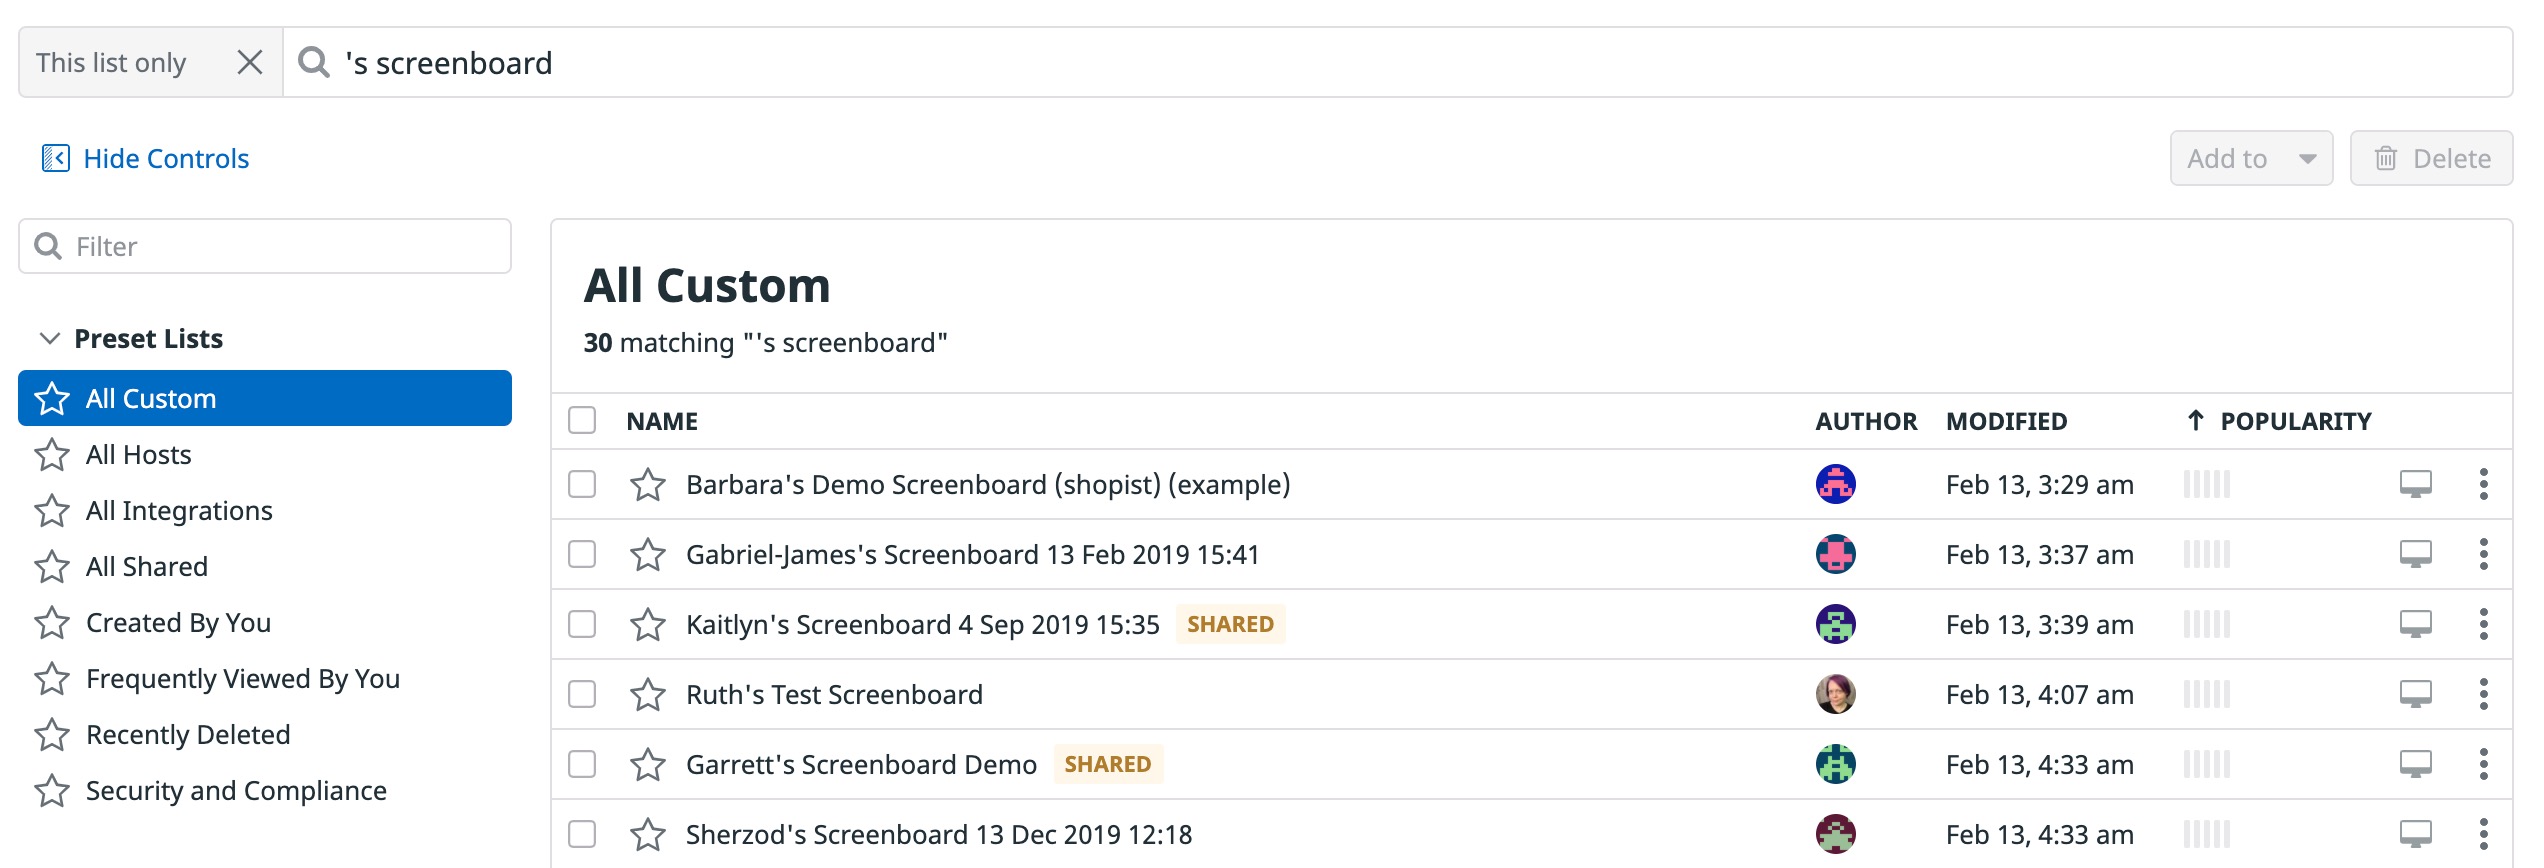 This list only
's screenboard
Hide Controls
Add to
Delete
Filter
Preset Lists
All Custom
All Hosts
All Integrations
All Shared
Created By You
Frequently Viewed By You
Recently Deleted
Security and Compliance
All Custom
30 matching "'s screenboard"
NAME AUTHOR MODIFIED POPULARITY
Barbara's Demo Screenboard (shopist) (example) Feb 13, 3:29 am
Gabriel-James's Screenboard 13 Feb 2019 15:41 Feb 13, 3:37 am
Kaitlyn's Screenboard 4 Sep 2019 15:35 SHARED Feb 13, 3:39 am
Ruth's Test Screenboard Feb 13, 4:07 am
Garrett's Screenboard Demo SHARED Feb 13, 4:33 am
Sherzod's Screenboard 13 Dec 2019 12:18 Feb 13, 4:33 am